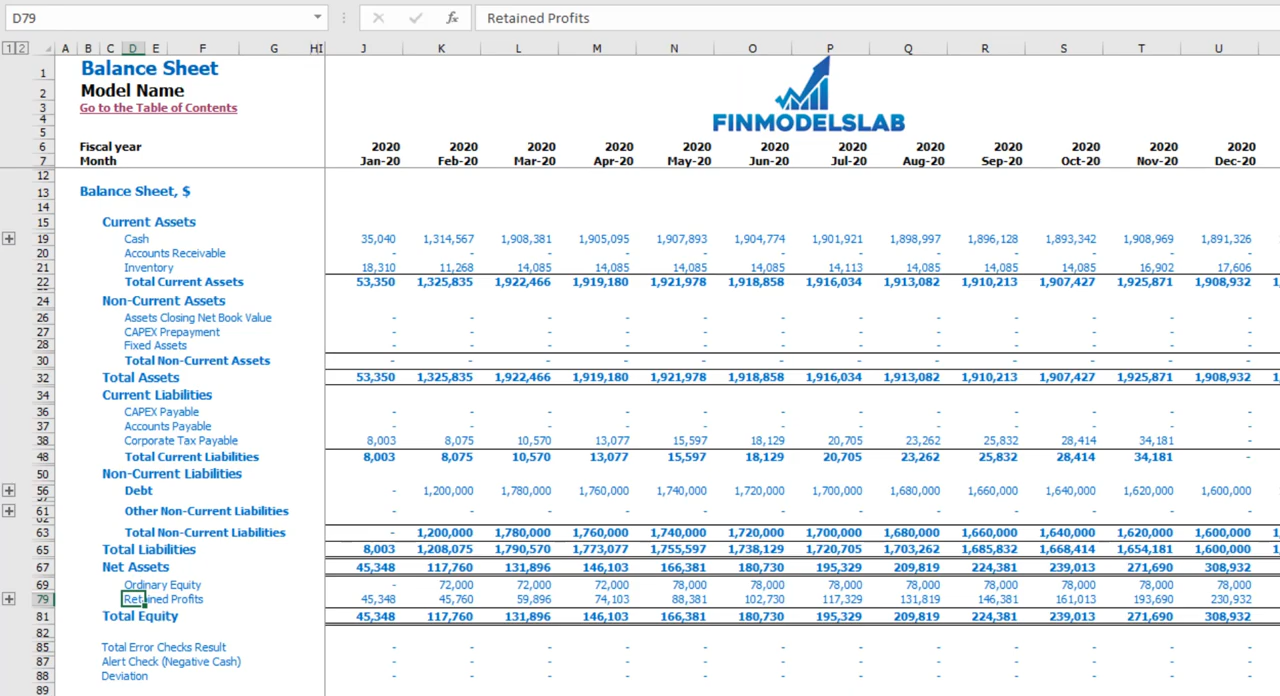 D79 fx Retained Profits
1 2 A B C D E F G HI J K L M N O P Q R S T U
1 Balance Sheet
2 Model Name
3 Go to the Table of Contents
4 FINMODELSLAB
5
6 Fiscal year 2020 2020 2020 2020 2020 2020 2020 2020 2020 2020 2020 2020
7 Month Jan-20 Feb-20 Mar-20 Apr-20 May-20 Jun-20 Jul-20 Aug-20 Sep-20 Oct-20 Nov-20 Dec-20
12
13 Balance Sheet, $
14
15 Current Assets
19 Cash 35,040 1,314,567 1,908,381 1,905,095 1,907,893 1,904,774 1,901,921 1,898,997 1,896,128 1,893,342 1,908,969 1,891,326
20 Accounts Receivable - - - - - - - - - - - -
21 Inventory 18,310 11,268 14,085 14,085 14,085 14,085 14,113 14,085 14,085 14,085 16,902 17,606
22 Total Current Assets 53,350 1,325,835 1,922,466 1,919,180 1,921,978 1,918,858 1,916,034 1,913,082 1,910,213 1,907,427 1,925,871 1,908,932
24 Non-Current Assets
26 Assets Closing Net Book Value - - - - - - - - - - - -
27 CAPEX Prepayment - - - - - - - - - - - -
28 Fixed Assets - - - - - - - - - - - -
30 Total Non-Current Assets - - - - - - - - - - - -
32 Total Assets 53,350 1,325,835 1,922,466 1,919,180 1,921,978 1,918,858 1,916,034 1,913,082 1,910,213 1,907,427 1,925,871 1,908,932
34 Current Liabilities
36 CAPEX Payable - - - - - - - - - - - -
37 Accounts Payable - - - - - - - - - - - -
38 Corporate Tax Payable 8,003 8,075 10,570 13,077 15,597 18,129 20,705 23,262 25,832 28,414 34,181 -
48 Total Current Liabilities 8,003 8,075 10,570 13,077 15,597 18,129 20,705 23,262 25,832 28,414 34,181 -
50 Non-Current Liabilities
56 Debt - 1,200,000 1,780,000 1,760,000 1,740,000 1,720,000 1,700,000 1,680,000 1,660,000 1,640,000 1,620,000 1,600,000
61 Other Non-Current Liabilities - - - - - - - - - - - -
63 Total Non-Current Liabilities - 1,200,000 1,780,000 1,760,000 1,740,000 1,720,000 1,700,000 1,680,000 1,660,000 1,640,000 1,620,000 1,600,000
65 Total Liabilities 8,003 1,208,075 1,790,570 1,773,077 1,755,597 1,738,129 1,720,705 1,703,262 1,685,832 1,668,414 1,654,181 1,600,000
67 Net Assets 45,348 117,760 131,896 146,103 166,381 180,730 195,329 209,819 224,381 239,013 271,690 308,932
69 Ordinary Equity - 72,000 72,000 72,000 78,000 78,000 78,000 78,000 78,000 78,000 78,000 78,000
79 Retained Profits 45,348 45,760 59,896 74,103 88,381 102,730 117,329 131,819 146,381 161,013 193,690 230,932
81 Total Equity 45,348 117,760 131,896 146,103 166,381 180,730 195,329 209,819 224,381 239,013 271,690 308,932
82
85 Total Error Checks Result - - - - - - - - - - - -
87 Alert Check (Negative Cash) - - - - - - - - - - - -
88 Deviation - - - - - - - - - - - -
89